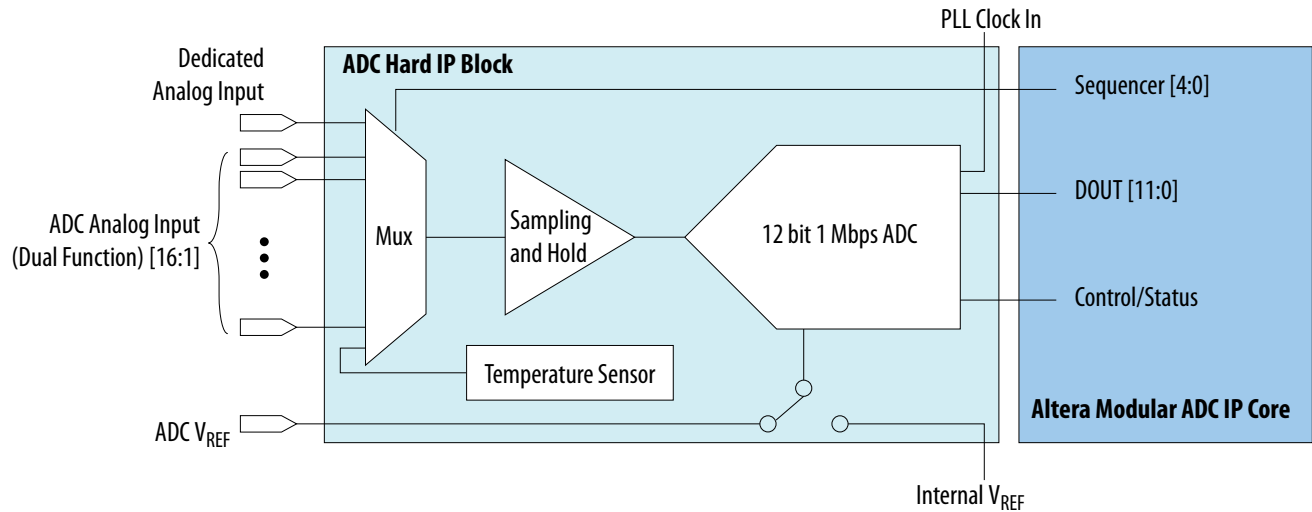 PLL Clock In
Dedicated
Analog Input
ADC Hard IP Block
Sequencer [4:0]
DOUT [11:0]
ADC Analog Input
(Dual Function) [16:1]
Mux
Sampling
and Hold
12 bit 1 Mbps ADC
Control/Status
Temperature Sensor
Altera Modular ADC IP Core
ADC VREF
Internal VREF